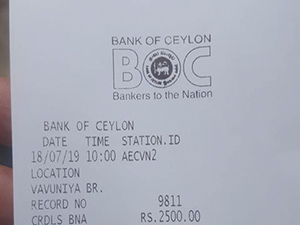 BANK OF CEYLON
BOC
Bankers to the Nation
BANK OF CEYLON
DATE TIME STATION.ID
18/07/19 10:00 AECVN2
LOCATION
VAVUNIYA BR.
RECORD NO 9811
CRDLS BNA RS.2500.00